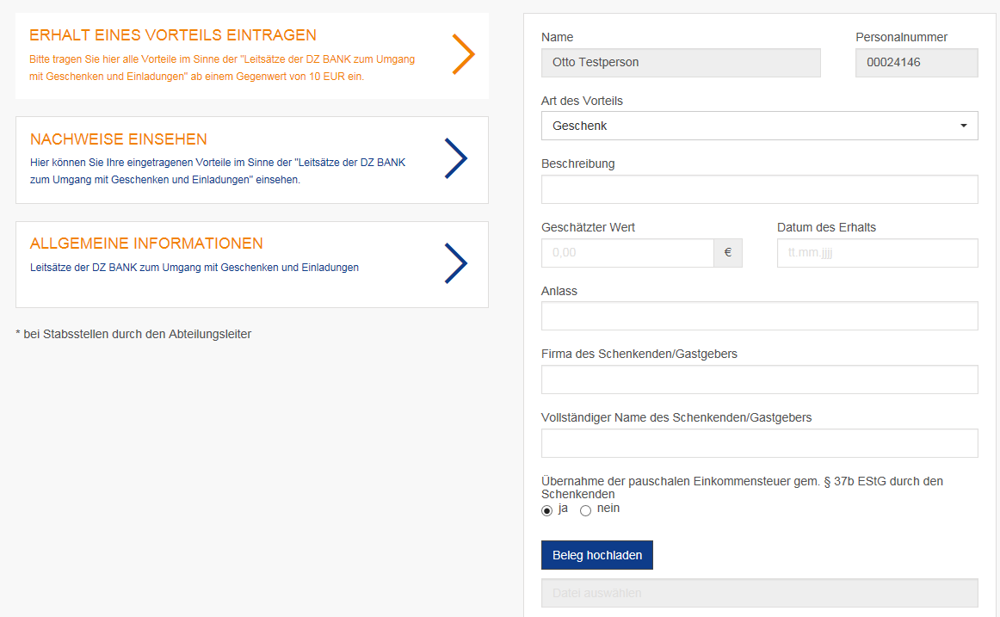 ERHALT EINES VORTEILS EINTRAGEN
Bitte tragen Sie hier alle Vorteile im Sinne der "Leitsätze der DZ BANK zum Umgang
mit Geschenken und Einladungen" ab einem Gegenwert von 10 EUR ein.
NACHWEISE EINSEHEN
Hier können Sie Ihre eingetragenen Vorteile im Sinne der "Leitsätze der DZ BANK
zum Umgang mit Geschenken und Einladungen" einsehen.
ALLGEMEINE INFORMATIONEN
Leitsätze der DZ BANK zum Umgang mit Geschenken und Einladungen
* bei Stabsstellen durch den Abteilungsleiter
Name
Personalnummer
Otto Testperson
00024146
Art des Vorteils
Geschenk
Beschreibung
Geschätzter Wert
Datum des Erhalts
0,00
€
tt.mm.jjjj
Anlass
Firma des Schenkenden/Gastgebers
Vollständiger Name des Schenkenden/Gastgebers
Übernahme der pauschalen Einkommensteuer gem. § 37b EStG durch den
Schenkenden
ja
nein
Beleg hochladen
Datei auswählen